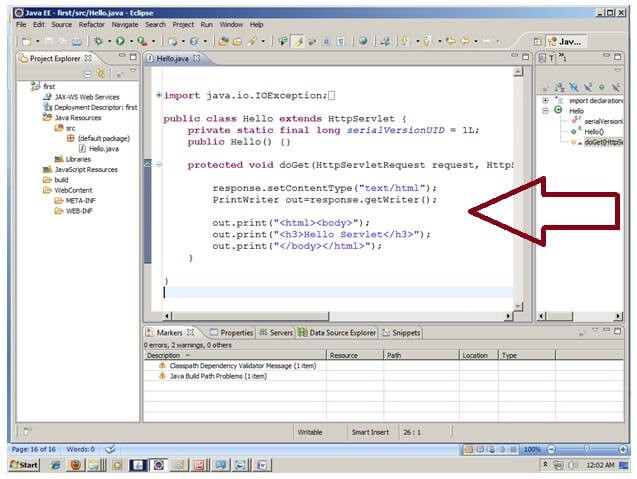 Java EE - first/src/Hello.java - Eclipse
File Edit Source Refactor Navigate Search Project Run Window Help
Jav...
Project Explorer
first
JAX-WS Web Services
Deployment Descriptor: first
Java Resources
src
(default package)
Hello.java
Libraries
JavaScript Resources
build
WebContent
META-INF
WEB-INF
Hello.java
import java.io.IOException;
public class Hello extends HttpServlet {
private static final long serialVersionUID = 1L;
public Hello() {}
protected void doGet(HttpServletRequest request, HttpS
response.setContentType("text/html");
PrintWriter out=response.getWriter();
out.print("<html><body>");
out.print("<h3>Hello Servlet</h3>");
out.print("</body></html>");
}
}
import declarations
Hello
serialVersionU
Hello()
doGet(HttpS
Markers Properties Servers Data Source Explorer Snippets
0 errors, 2 warnings, 0 others
Description Resource Path Location Type
Classpath Dependency Validator Message (1 item)
Java Build Path Problems (1 item)
Writable Smart Insert 26 : 1
Page: 16 of 16 Words: 0 100%
Start 12:02 AM